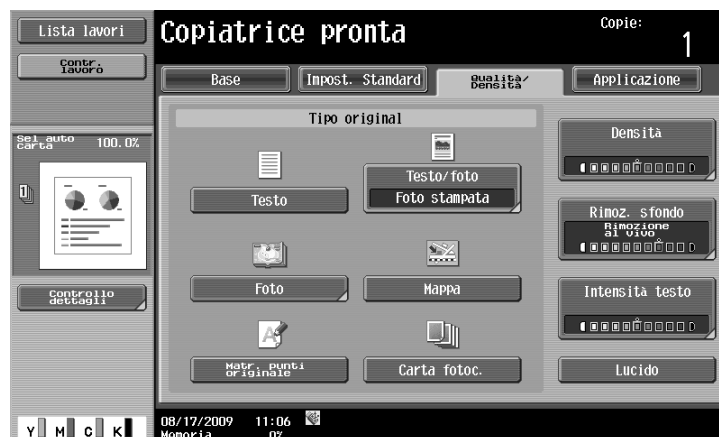 Lista lavori
Copiatrice pronta
Copie:
1
Contr.
lavoro
Base
Impost. Standard
Qualità/
Densità
Applicazione
Tipo original
Sel auto
carta
100.0%
1
Testo
Testo/foto
Foto stampata
Foto
Mappa
Matr. punti
originale
Carta fotoc.
Densità
Rimoz. sfondo
Rimozione
al vivo
Intensità testo
Lucido
Controllo
dettagli
Y M C K
08/17/2009 11:06
Memoria 0%